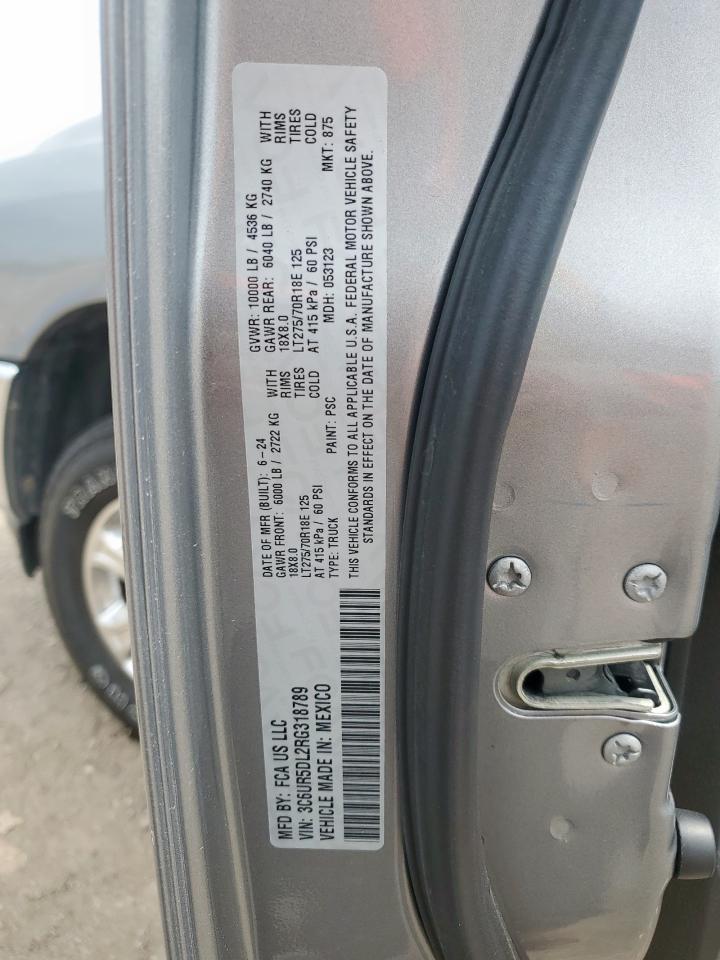 MFD BY: FCA US LLC
VIN: 3C6UR5DL2RG318789
VEHICLE MADE IN: MEXICO
DATE OF MFR (BUILT): 6-24
GVWR: 10000 LB / 4536 KG
GAWR FRONT: 6000 LB / 2722 KG WITH
GAWR REAR: 6040 LB / 2740 KG WITH
18X8.0 RIMS
18X8.0 RIMS
LT275/70R18E 125 TIRES
LT275/70R18E 125 TIRES
AT 415 kPa / 60 PSI COLD
AT 415 kPa / 60 PSI COLD
TYPE: TRUCK PAINT: PSC MDH: 053123 MKT: 875
THIS VEHICLE CONFORMS TO ALL APPLICABLE U.S.A. FEDERAL MOTOR VEHICLE SAFETY
STANDARDS IN EFFECT ON THE DATE OF MANUFACTURE SHOWN ABOVE.